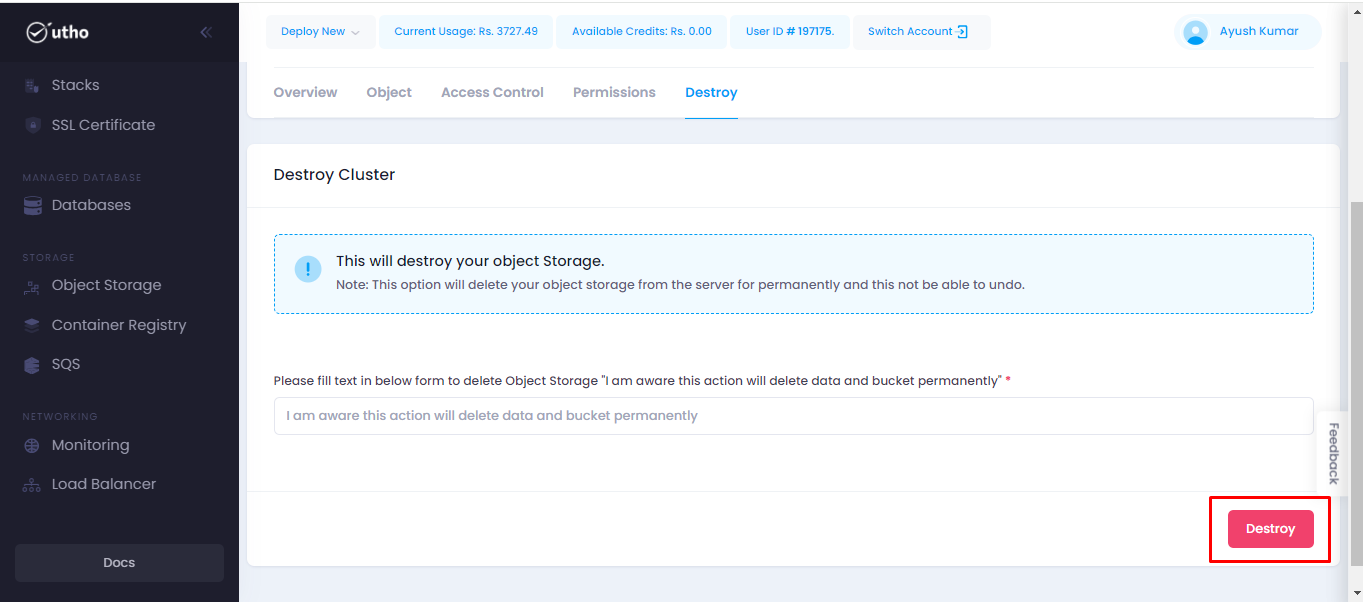 utho
Deploy New
Current Usage: Rs. 3727.49
Available Credits: Rs. 0.00
User ID # 197175.
Switch Account
Ayush Kumar
Stacks
SSL Certificate
MANAGED DATABASE
Databases
STORAGE
Object Storage
Container Registry
SQS
NETWORKING
Monitoring
Load Balancer
Docs
Overview
Object
Access Control
Permissions
Destroy
Destroy Cluster
This will destroy your object Storage.
Note: This option will delete your object storage from the server for permanently and this not be able to undo.
Please fill text in below form to delete Object Storage "I am aware this action will delete data and bucket permanently" *
I am aware this action will delete data and bucket permanently
Feedback
Destroy